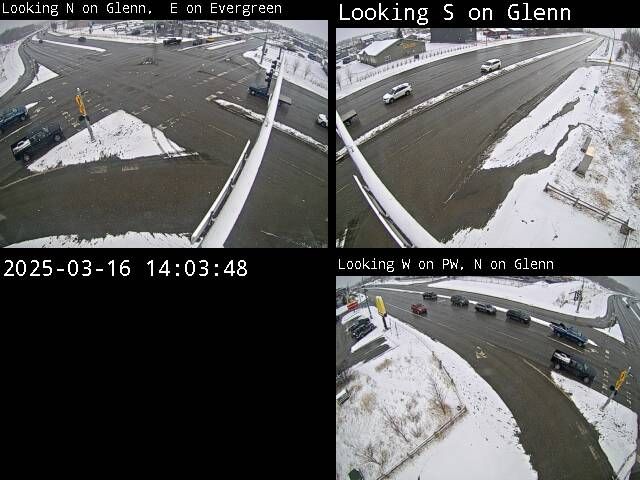 Looking N on Glenn,  E on Evergreen
Looking S on Glenn
2025-03-16 14:03:48
Looking W on PW, N on Glenn